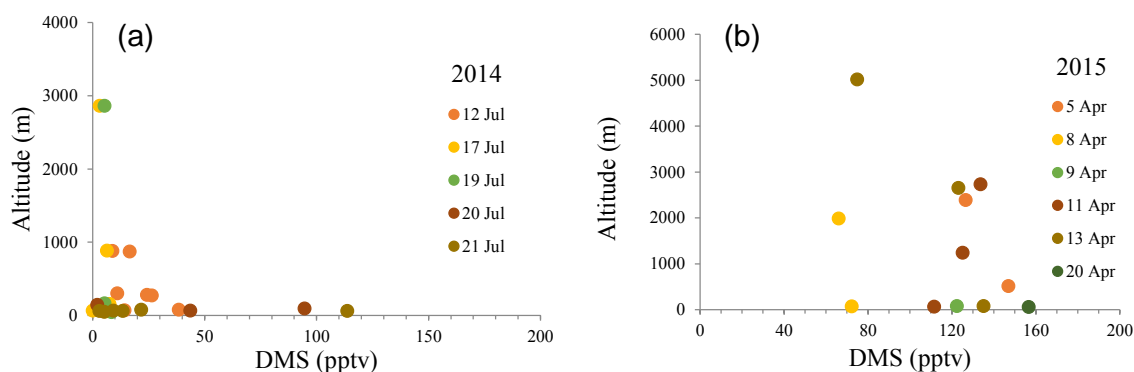 (a)
4000
3000
2000
1000
0
Altitude (m)
0 50 100 150 200
DMS (pptv)
2014
12 Jul
17 Jul
19 Jul
20 Jul
21 Jul
(b)
6000
5000
4000
3000
2000
1000
0
Altitude (m)
0 40 80 120 160 200
DMS (pptv)
2015
5 Apr
8 Apr
9 Apr
11 Apr
13 Apr
20 Apr